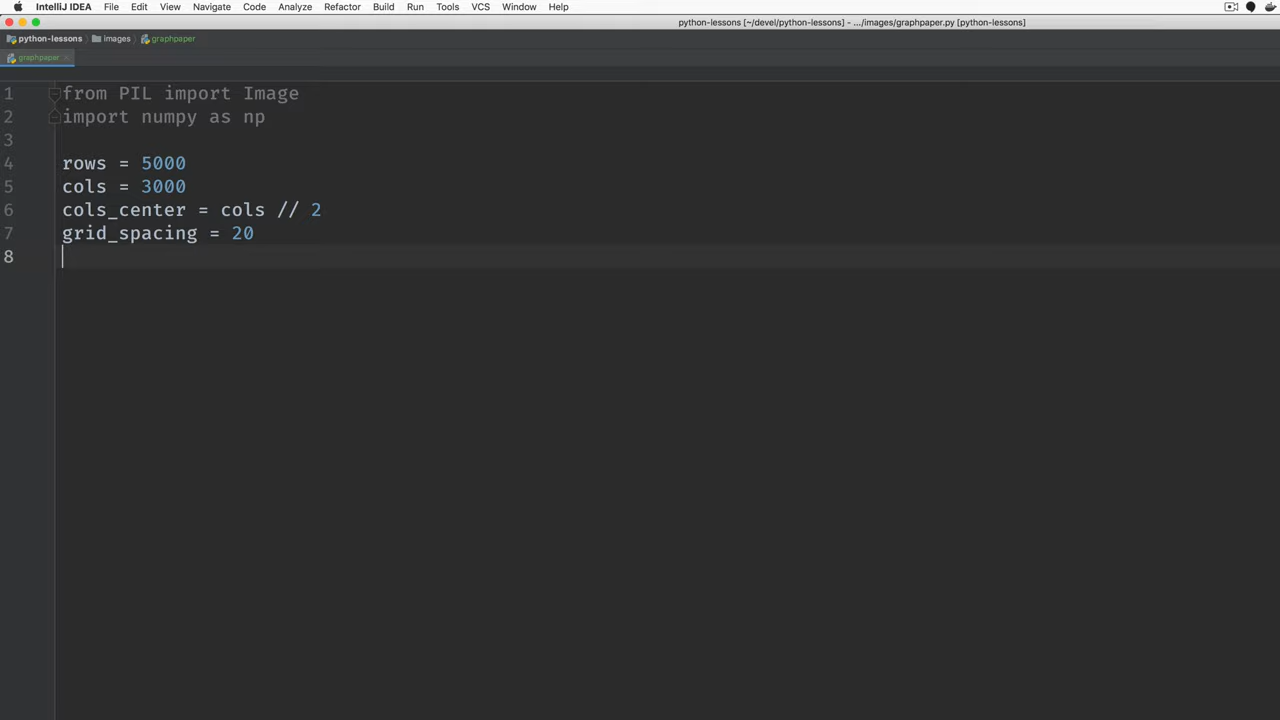 IntelliJ IDEA File Edit View Navigate Code Analyze Refactor Build Run Tools VCS Window Help
python-lessons [~/devel/python-lessons] - .../images/graphpaper.py [python-lessons]
python-lessons images graphpaper
graphpaper
1 from PIL import Image
2 import numpy as np
3
4 rows = 5000
5 cols = 3000
6 cols_center = cols // 2
7 grid_spacing = 20
8